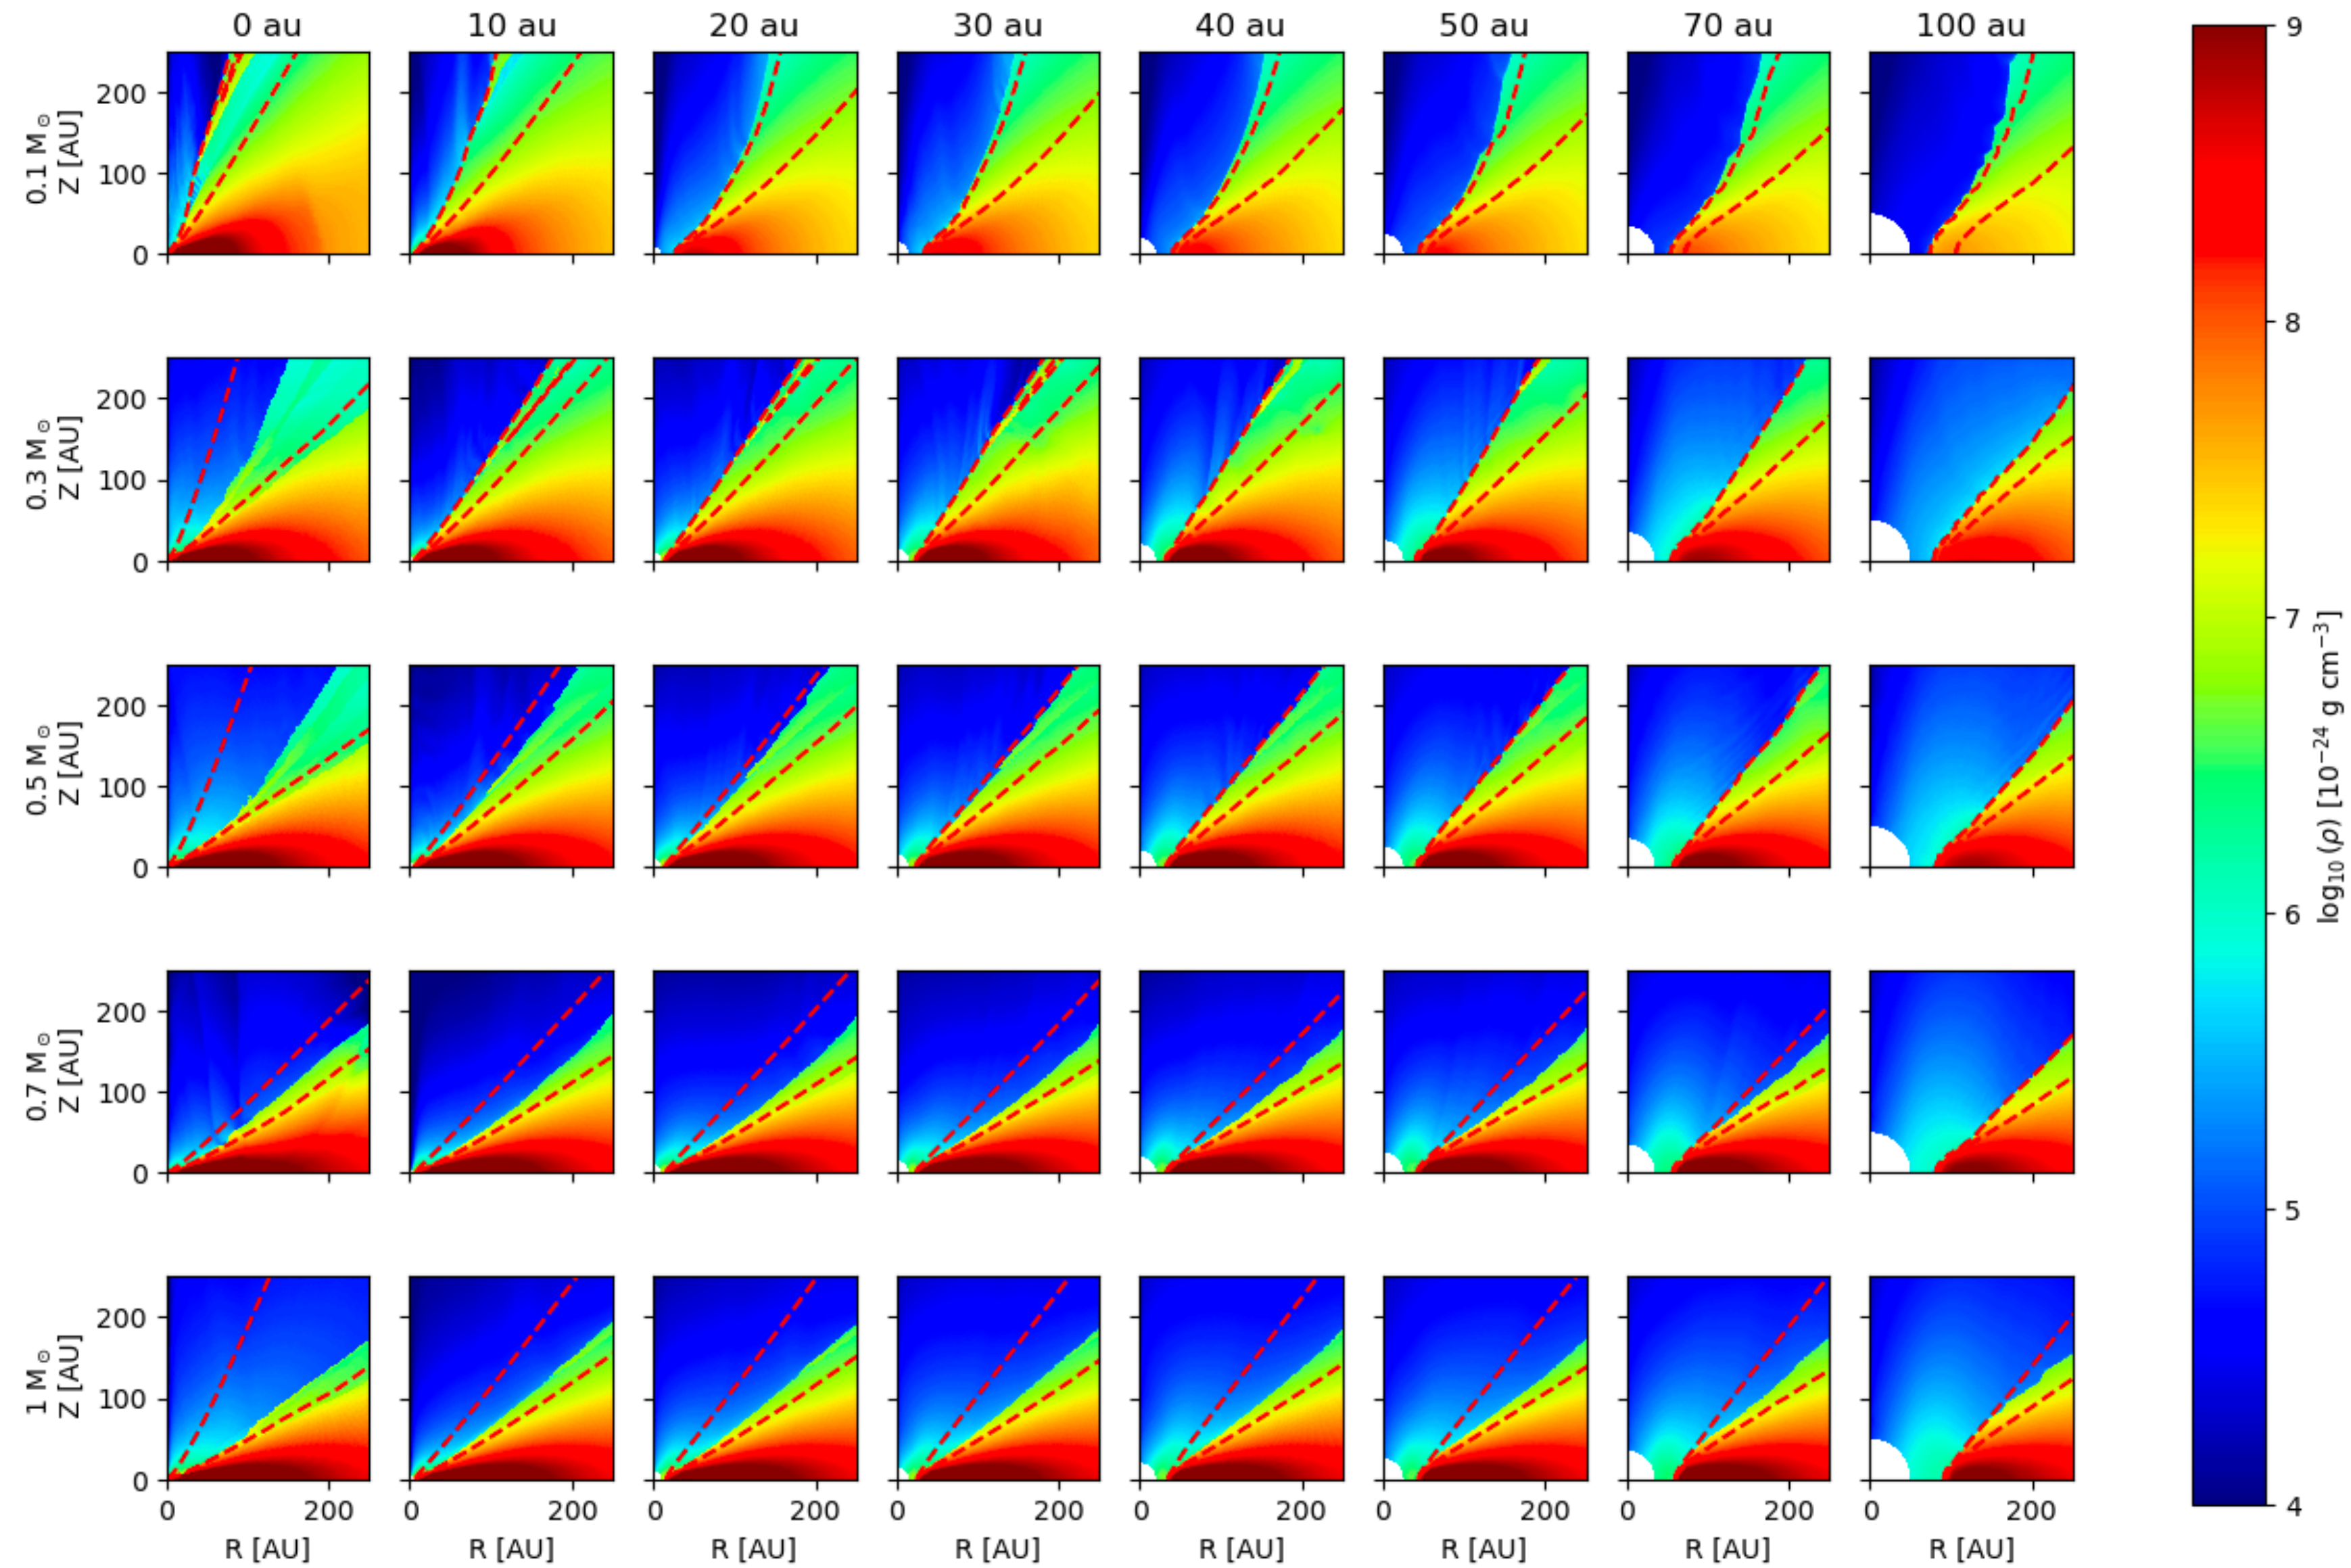 0 au 10 au 20 au 30 au 40 au 50 au 70 au 100 au
0.1 M⊙
Z [AU]
200
100
0
0.3 M⊙
Z [AU]
200
100
0
0.5 M⊙
Z [AU]
200
100
0
0.7 M⊙
Z [AU]
200
100
0
1 M⊙
Z [AU]
200
100
0
0 200 0 200 0 200 0 200 0 200 0 200 0 200 0 200
R [AU] R [AU] R [AU] R [AU] R [AU] R [AU] R [AU] R [AU]
9
8
7
6
5
4
log₁₀ (ρ) [10⁻²⁴ g cm⁻³]